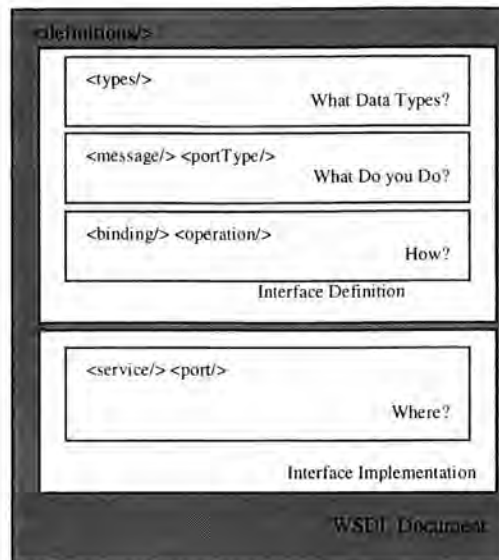 <definitions/>
<types/>
What Data Types?
<message/> <portType/>
What Do you Do?
<binding/> <operation/>
How?
Interface Definition
<service/> <port/>
Where?
Interface Implementation
WSDL Document